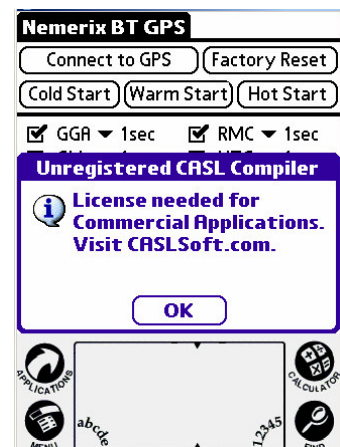 Nemerix BT GPS
Connect to GPS Factory Reset
Cold Start Warm Start Hot Start
GGA 1sec RMC 1sec
Unregistered CASL Compiler
License needed for
Commercial Applications.
Visit CASLSoft.com.
OK
APPLICATIONS CALCULATOR
abcde 12345
MENU FIND